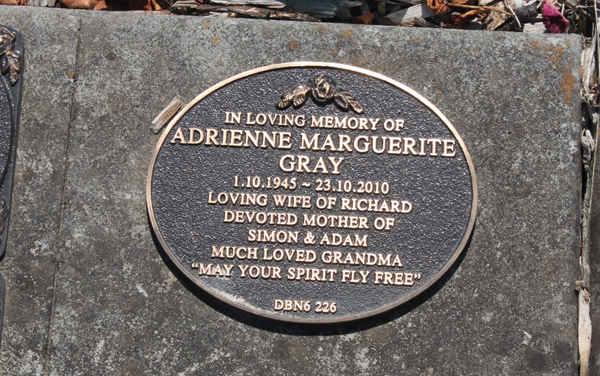 IN LOVING MEMORY OF
ADRIENNE MARGUERITE
GRAY
1.10.1945 ~ 23.10.2010
LOVING WIFE OF RICHARD
DEVOTED MOTHER OF
SIMON & ADAM
MUCH LOVED GRANDMA
"MAY YOUR SPIRIT FLY FREE"
DBN6 226